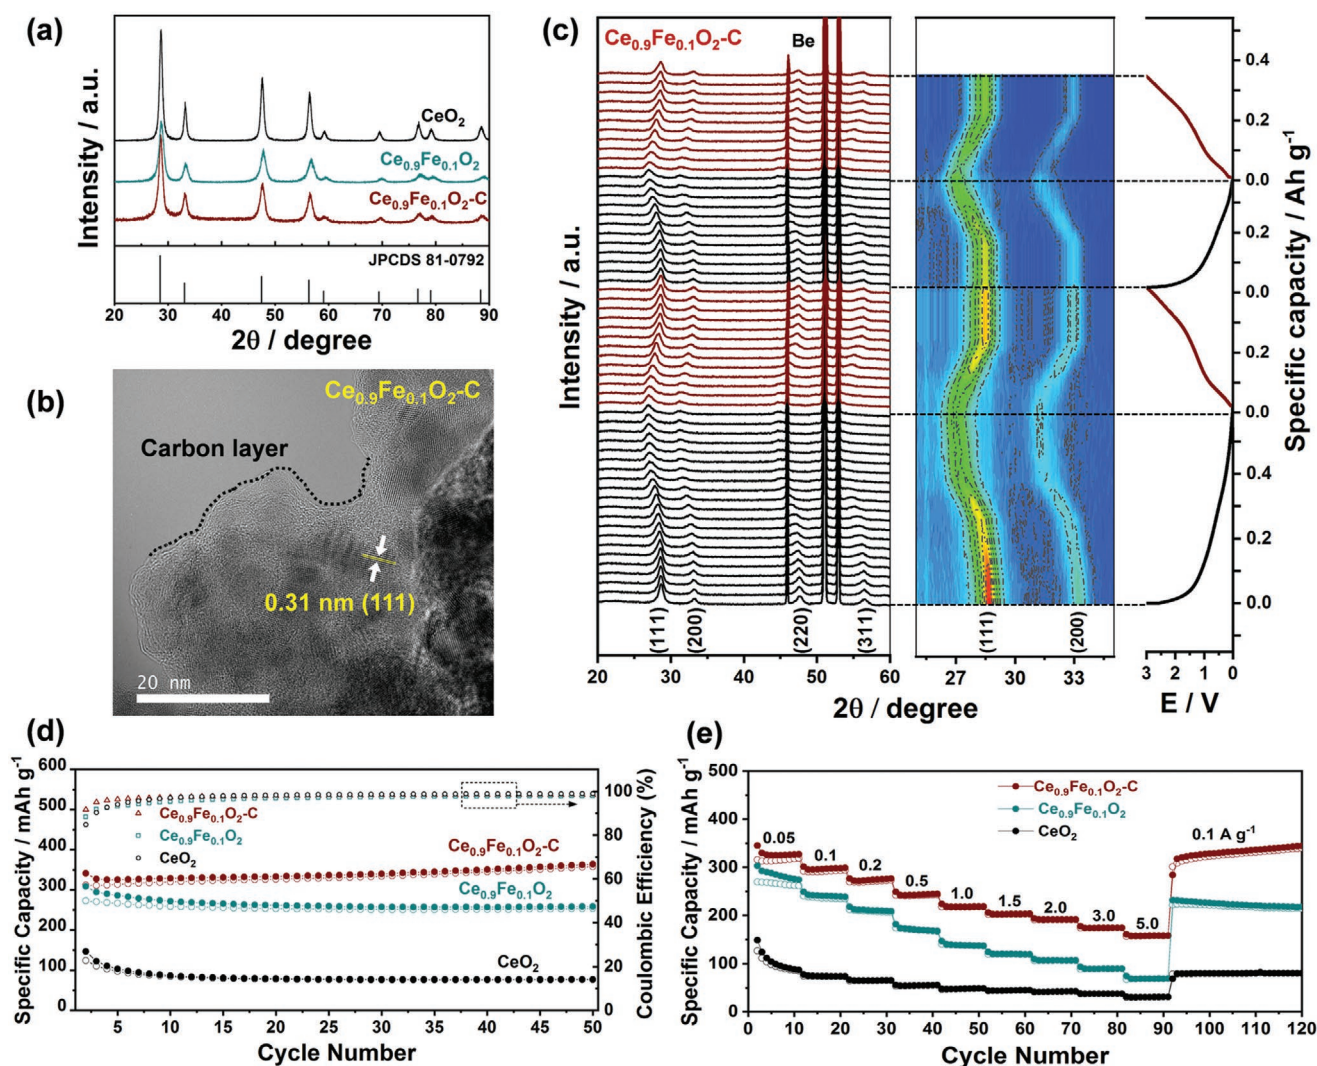 (a)
Intensity / a.u.
CeO2
Ce0.9Fe0.1O2
Ce0.9Fe0.1O2-C
JPCDS 81-0792
20 30 40 50 60 70 80 90
2θ / degree
(b)
Ce0.9Fe0.1O2-C
Carbon layer
0.31 nm (111)
20 nm
(c)
Ce0.9Fe0.1O2-C
Be
Intensity / a.u.
(111)
(200)
(220)
(311)
20 30 40 50 60
(111)
(200)
27 30 33
2θ / degree
0.4
0.2
0.0
0.2
0.0
0.2
0.0
0.4
0.2
0.0
Specific capacity / Ah g-1
3 2 1 0
E / V
(d)
Specific Capacity / mAh g-1
600
500
400
300
200
100
0
Ce0.9Fe0.1O2-C
Ce0.9Fe0.1O2
CeO2
Ce0.9Fe0.1O2-C
Ce0.9Fe0.1O2
CeO2
100
80
60
40
20
0
Coulombic Efficiency (%)
5 10 15 20 25 30 35 40 45 50
Cycle Number
(e)
Specific Capacity / mAh g-1
500
400
300
200
100
0
Ce0.9Fe0.1O2-C
Ce0.9Fe0.1O2
CeO2
0.05
0.1
0.2
0.5
1.0
1.5
2.0
3.0
5.0
0.1 A g-1
0 10 20 30 40 50 60 70 80 90 100 120
Cycle Number